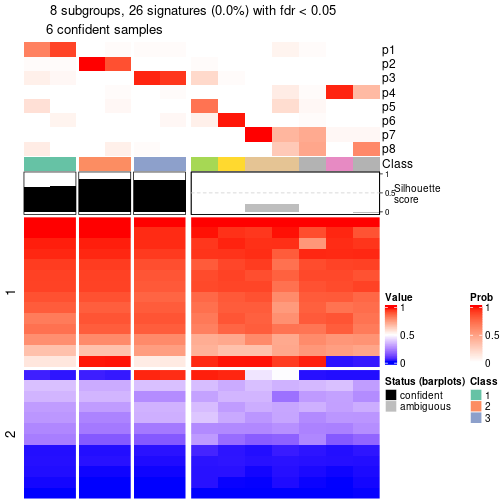 8 subgroups, 26 signatures (0.0%) with fdr < 0.05
6 confident samples
p1
p2
p3
p4
p5
p6
p7
p8
Class
1
0.5
0
Silhouette
score
1
2
Value
1
0.5
0
Prob
1
0.5
0
Status (barplots)
confident
ambiguous
Class
1
2
3